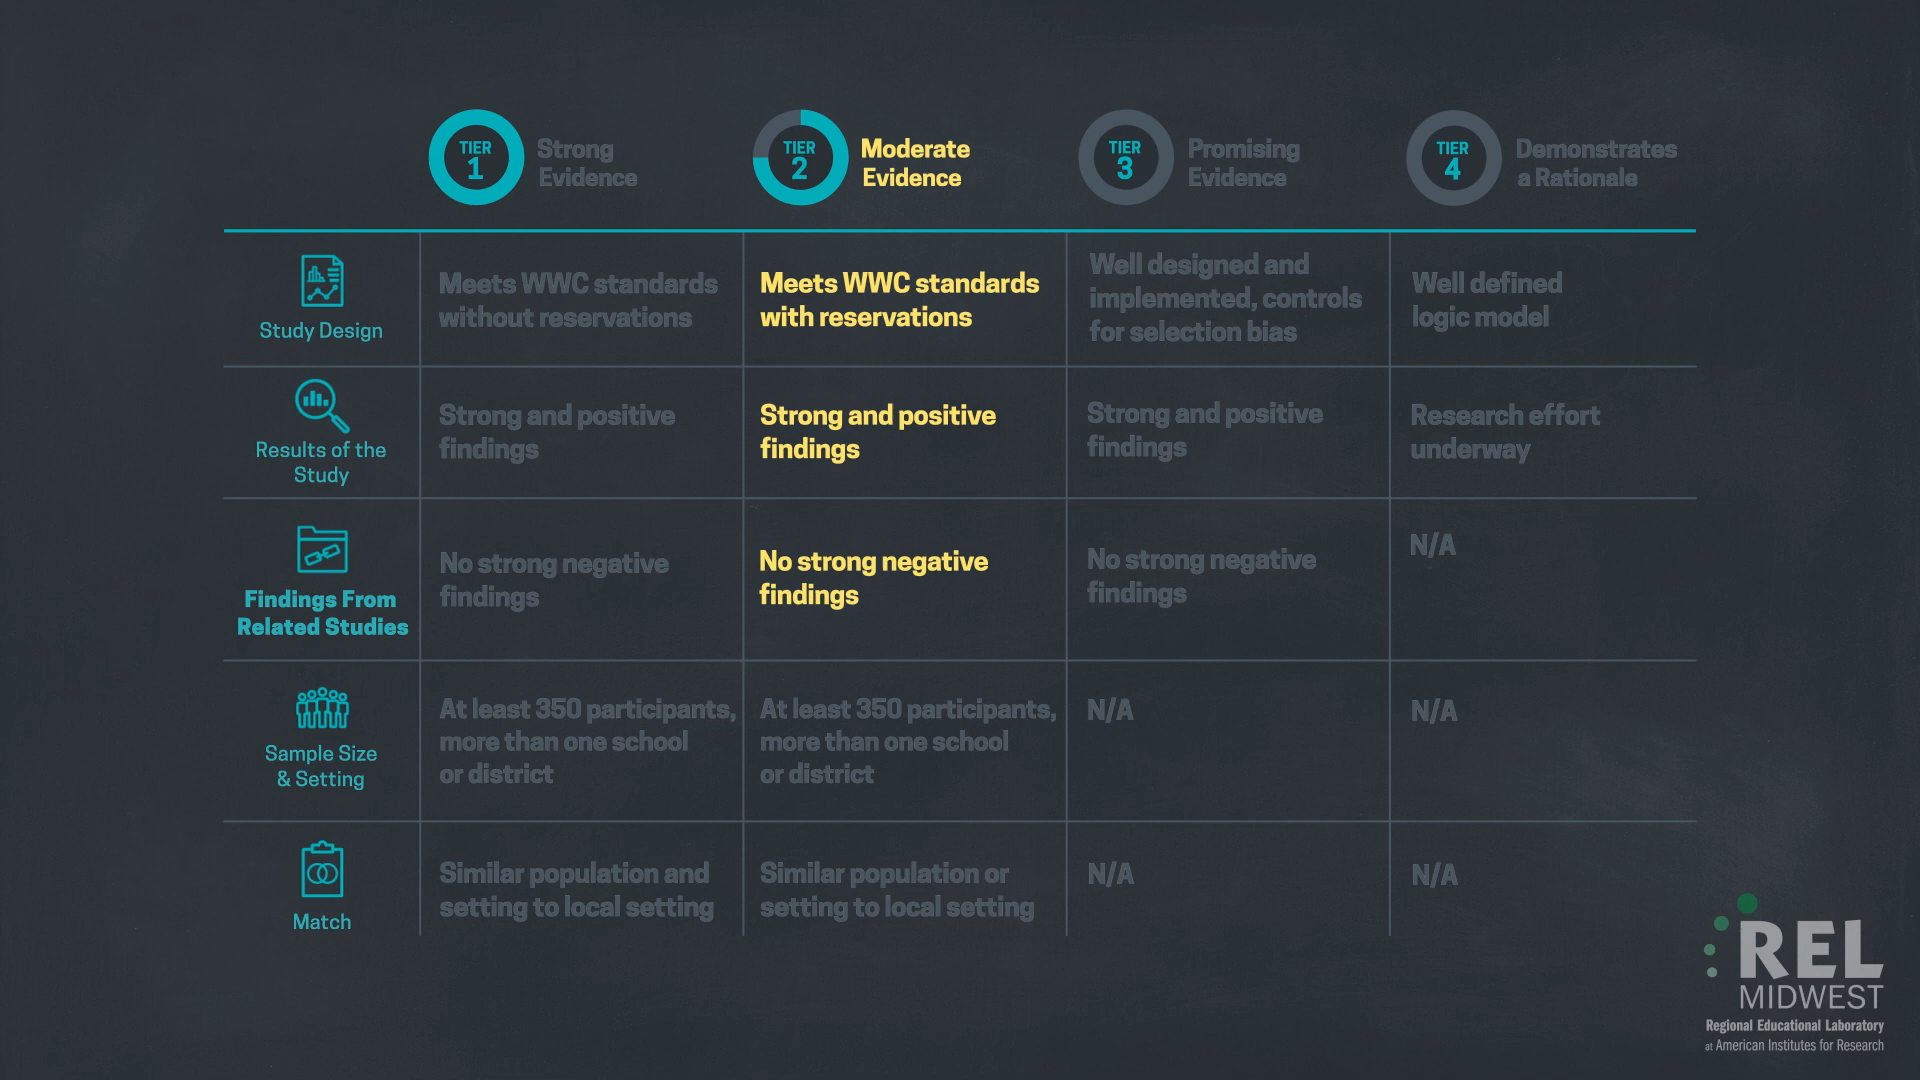 TIER
1
Strong
Evidence
TIER
2
Moderate
Evidence
TIER
3
Promising
Evidence
TIER
4
Demonstrates
a Rationale
Study Design
Meets WWC standards
without reservations
Meets WWC standards
with reservations
Well designed and
implemented, controls
for selection bias
Well defined
logic model
Results of the
Study
Strong and positive
findings
Strong and positive
findings
Strong and positive
findings
Research effort
underway
Findings From
Related Studies
No strong negative
findings
No strong negative
findings
No strong negative
findings
N/A
Sample Size
& Setting
At least 350 participants,
more than one school
or district
At least 350 participants,
more than one school
or district
N/A
N/A
Match
Similar population and
setting to local setting
Similar population or
setting to local setting
N/A
N/A
REL
MIDWEST
Regional Educational Laboratory
at American Institutes for Research